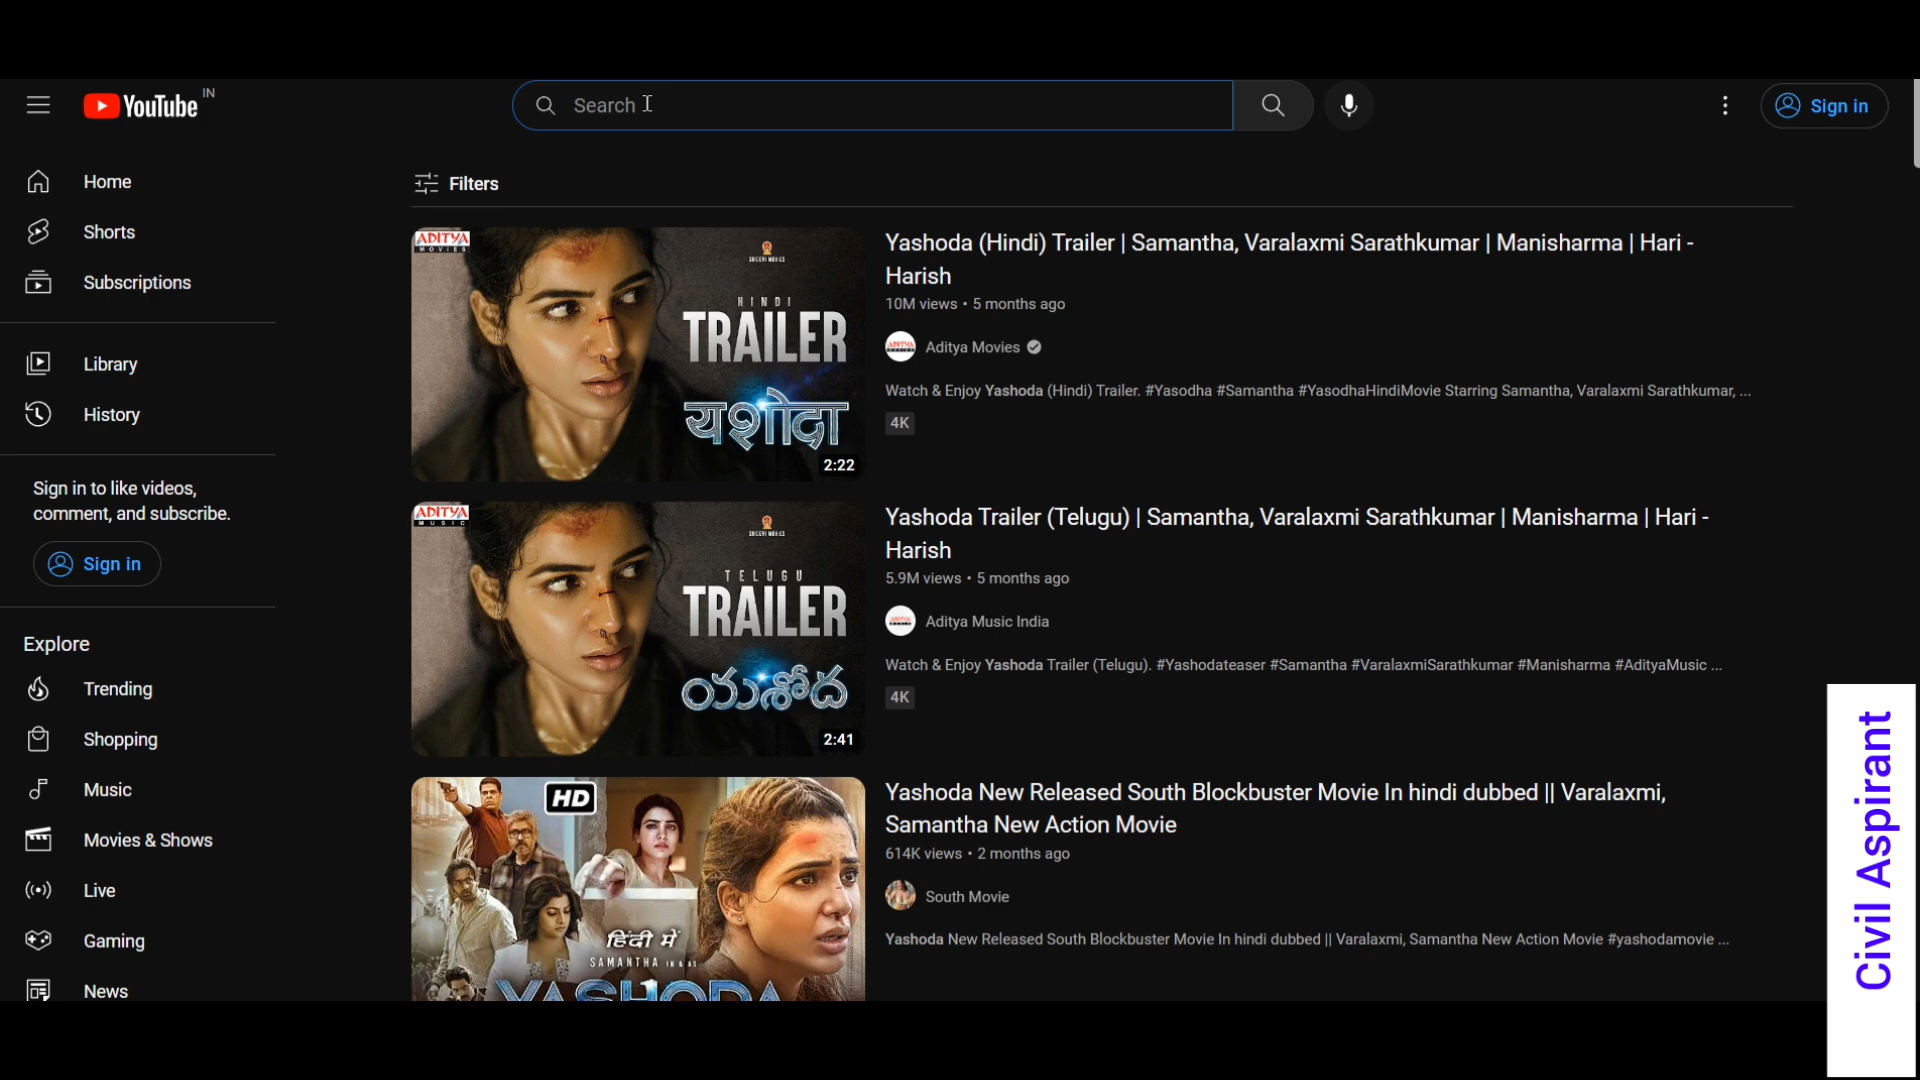 YouTube IN
Search
Sign in
Home
Shorts
Subscriptions
Library
History
Sign in to like videos,
comment, and subscribe.
Sign in
Explore
Trending
Shopping
Music
Movies & Shows
Live
Gaming
News
Filters
ADITYA
MOVIES
HINDI
TRAILER
यशोदा
2:22
Yashoda (Hindi) Trailer | Samantha, Varalaxmi Sarathkumar | Manisharma | Hari -
Harish
10M views • 5 months ago
Aditya Movies
Watch & Enjoy Yashoda (Hindi) Trailer. #Yasodha #Samantha #YasodhaHindiMovie Starring Samantha, Varalaxmi Sarathkumar, ...
4K
ADITYA
MUSIC
TELUGU
TRAILER
యశోద
2:41
Yashoda Trailer (Telugu) | Samantha, Varalaxmi Sarathkumar | Manisharma | Hari -
Harish
5.9M views • 5 months ago
Aditya Music India
Watch & Enjoy Yashoda Trailer (Telugu). #Yashodateaser #Samantha #VaralaxmiSarathkumar #Manisharma #AdityaMusic ...
4K
HD
हिंदी में
SAMANTHA
YASHODA
Yashoda New Released South Blockbuster Movie In hindi dubbed || Varalaxmi,
Samantha New Action Movie
614K views • 2 months ago
South Movie
Yashoda New Released South Blockbuster Movie In hindi dubbed || Varalaxmi, Samantha New Action Movie #yashodamovie ...
Civil Aspirant